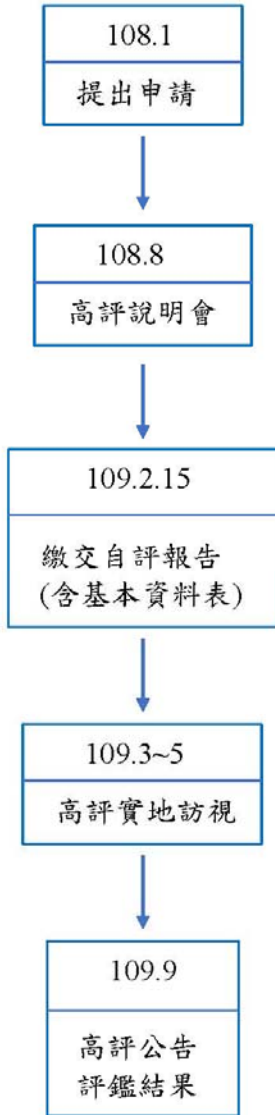 108.1
提出申請
108.8
高評說明會
109.2.15
繳交自評報告
(含基本資料表)
109.3~5
高評實地訪視
109.9
高評公告
評鑑結果